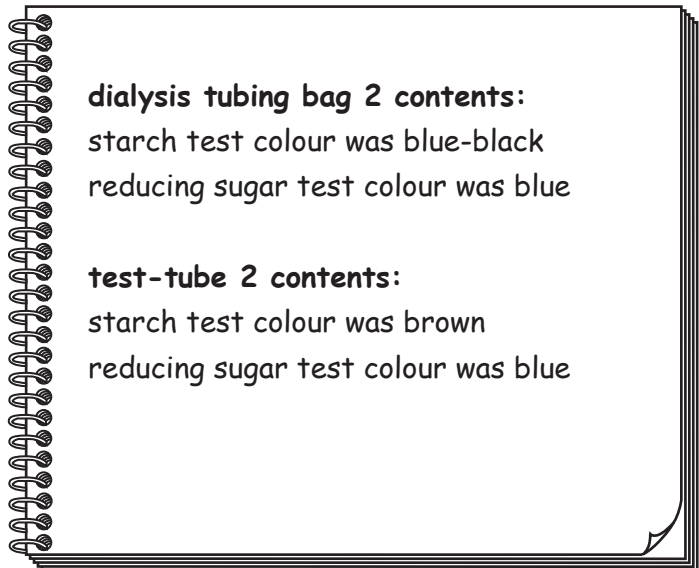 dialysis tubing bag 2 contents:
starch test colour was blue-black
reducing sugar test colour was blue
test-tube 2 contents:
starch test colour was brown
reducing sugar test colour was blue